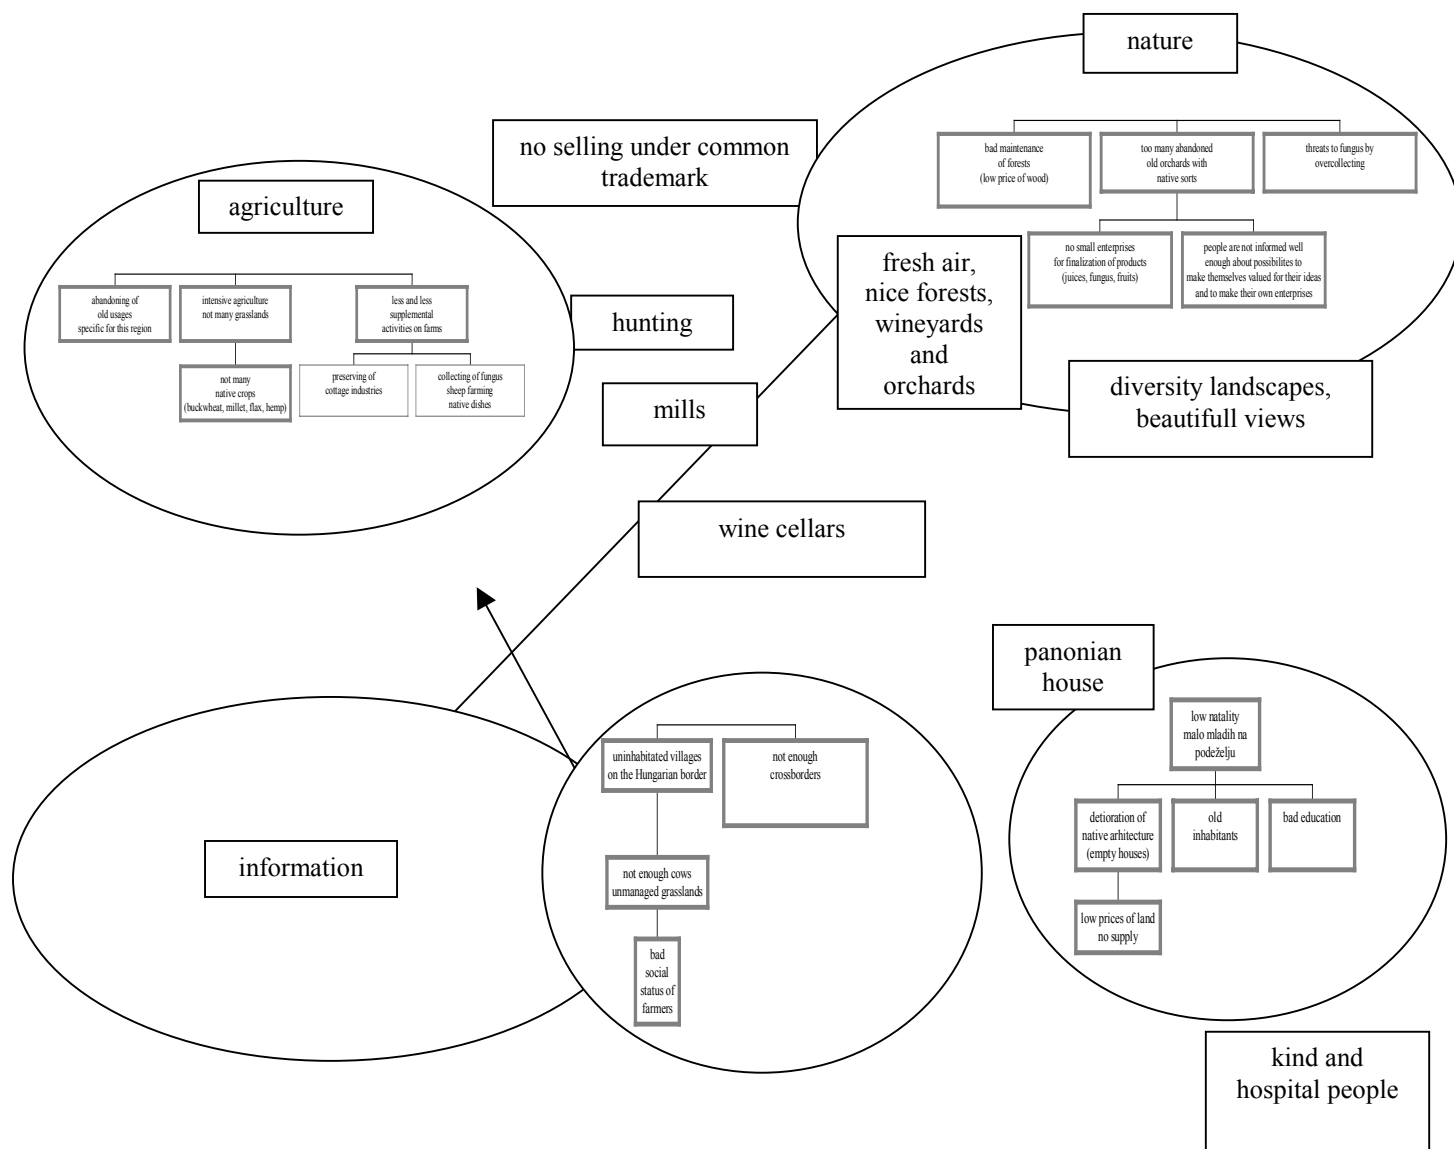 nature
no selling under common
trademark
bad maintenance
of forests
(low price of wood)
too many abandoned
old orchards with
native sorts
threats to fungus by
overcollecting
agriculture
no small enterprises
for finalization of products
(juices, fungus, fruits)
people are not informed well
enough about possibilites to
make themselves valued for their ideas
and to make their own enterprises
fresh air,
nice forests,
wineyards
and
orchards
abandoning of
old usages
specific for this region
intensive agriculture
not many grasslands
less and less
supplemental
activities on farms
hunting
not many
native crops
(buckwheat, millet, flax, hemp)
preserving of
cottage industries
collecting of fungus
sheep farming
native dishes
mills
diversity landscapes,
beautifull views
wine cellars
panonian
house
low natality
malo mladih na
podeželju
uninhabitated villages
on the Hungarian border
not enough
crossborders
detioration of
native arhitecture
(empty houses)
old
inhabitants
bad education
information
not enough cows
unmanaged grasslands
low prices of land
no supply
bad
social
status of
farmers
kind and
hospital people